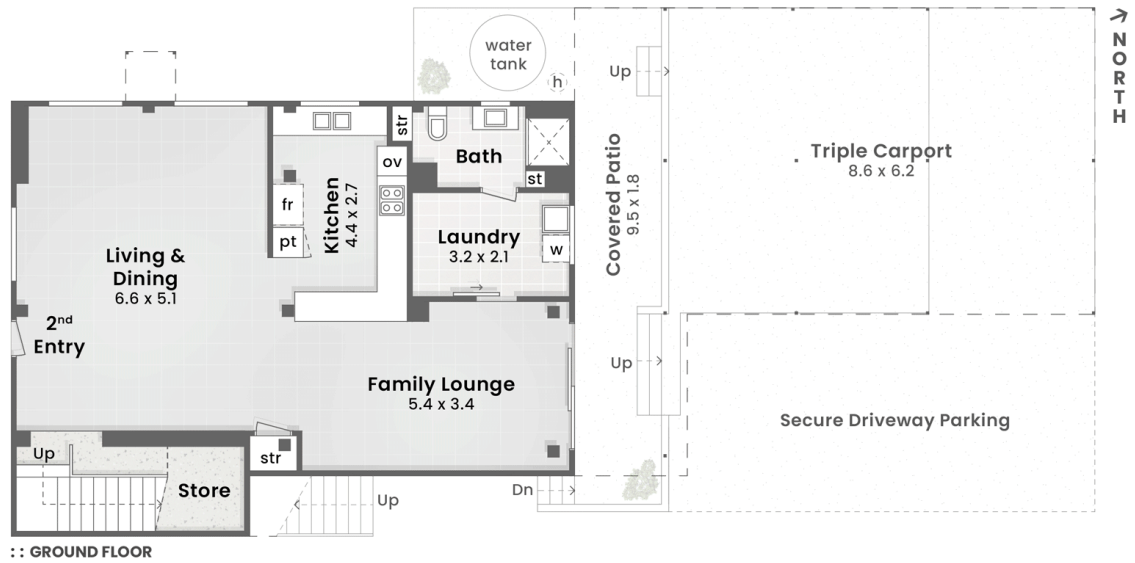 water
tank
h
NORTH
Up
str
Bath
ov
st
Covered Patio
9.5 x 1.8
Triple Carport
8.6 x 6.2
fr
Kitchen
4.4 x 2.7
pt
Laundry
3.2 x 2.1
w
Living &
Dining
6.6 x 5.1
2nd
Entry
Family Lounge
5.4 x 3.4
Up
Secure Driveway Parking
Up
str
Store
Up
Dn
:: GROUND FLOOR